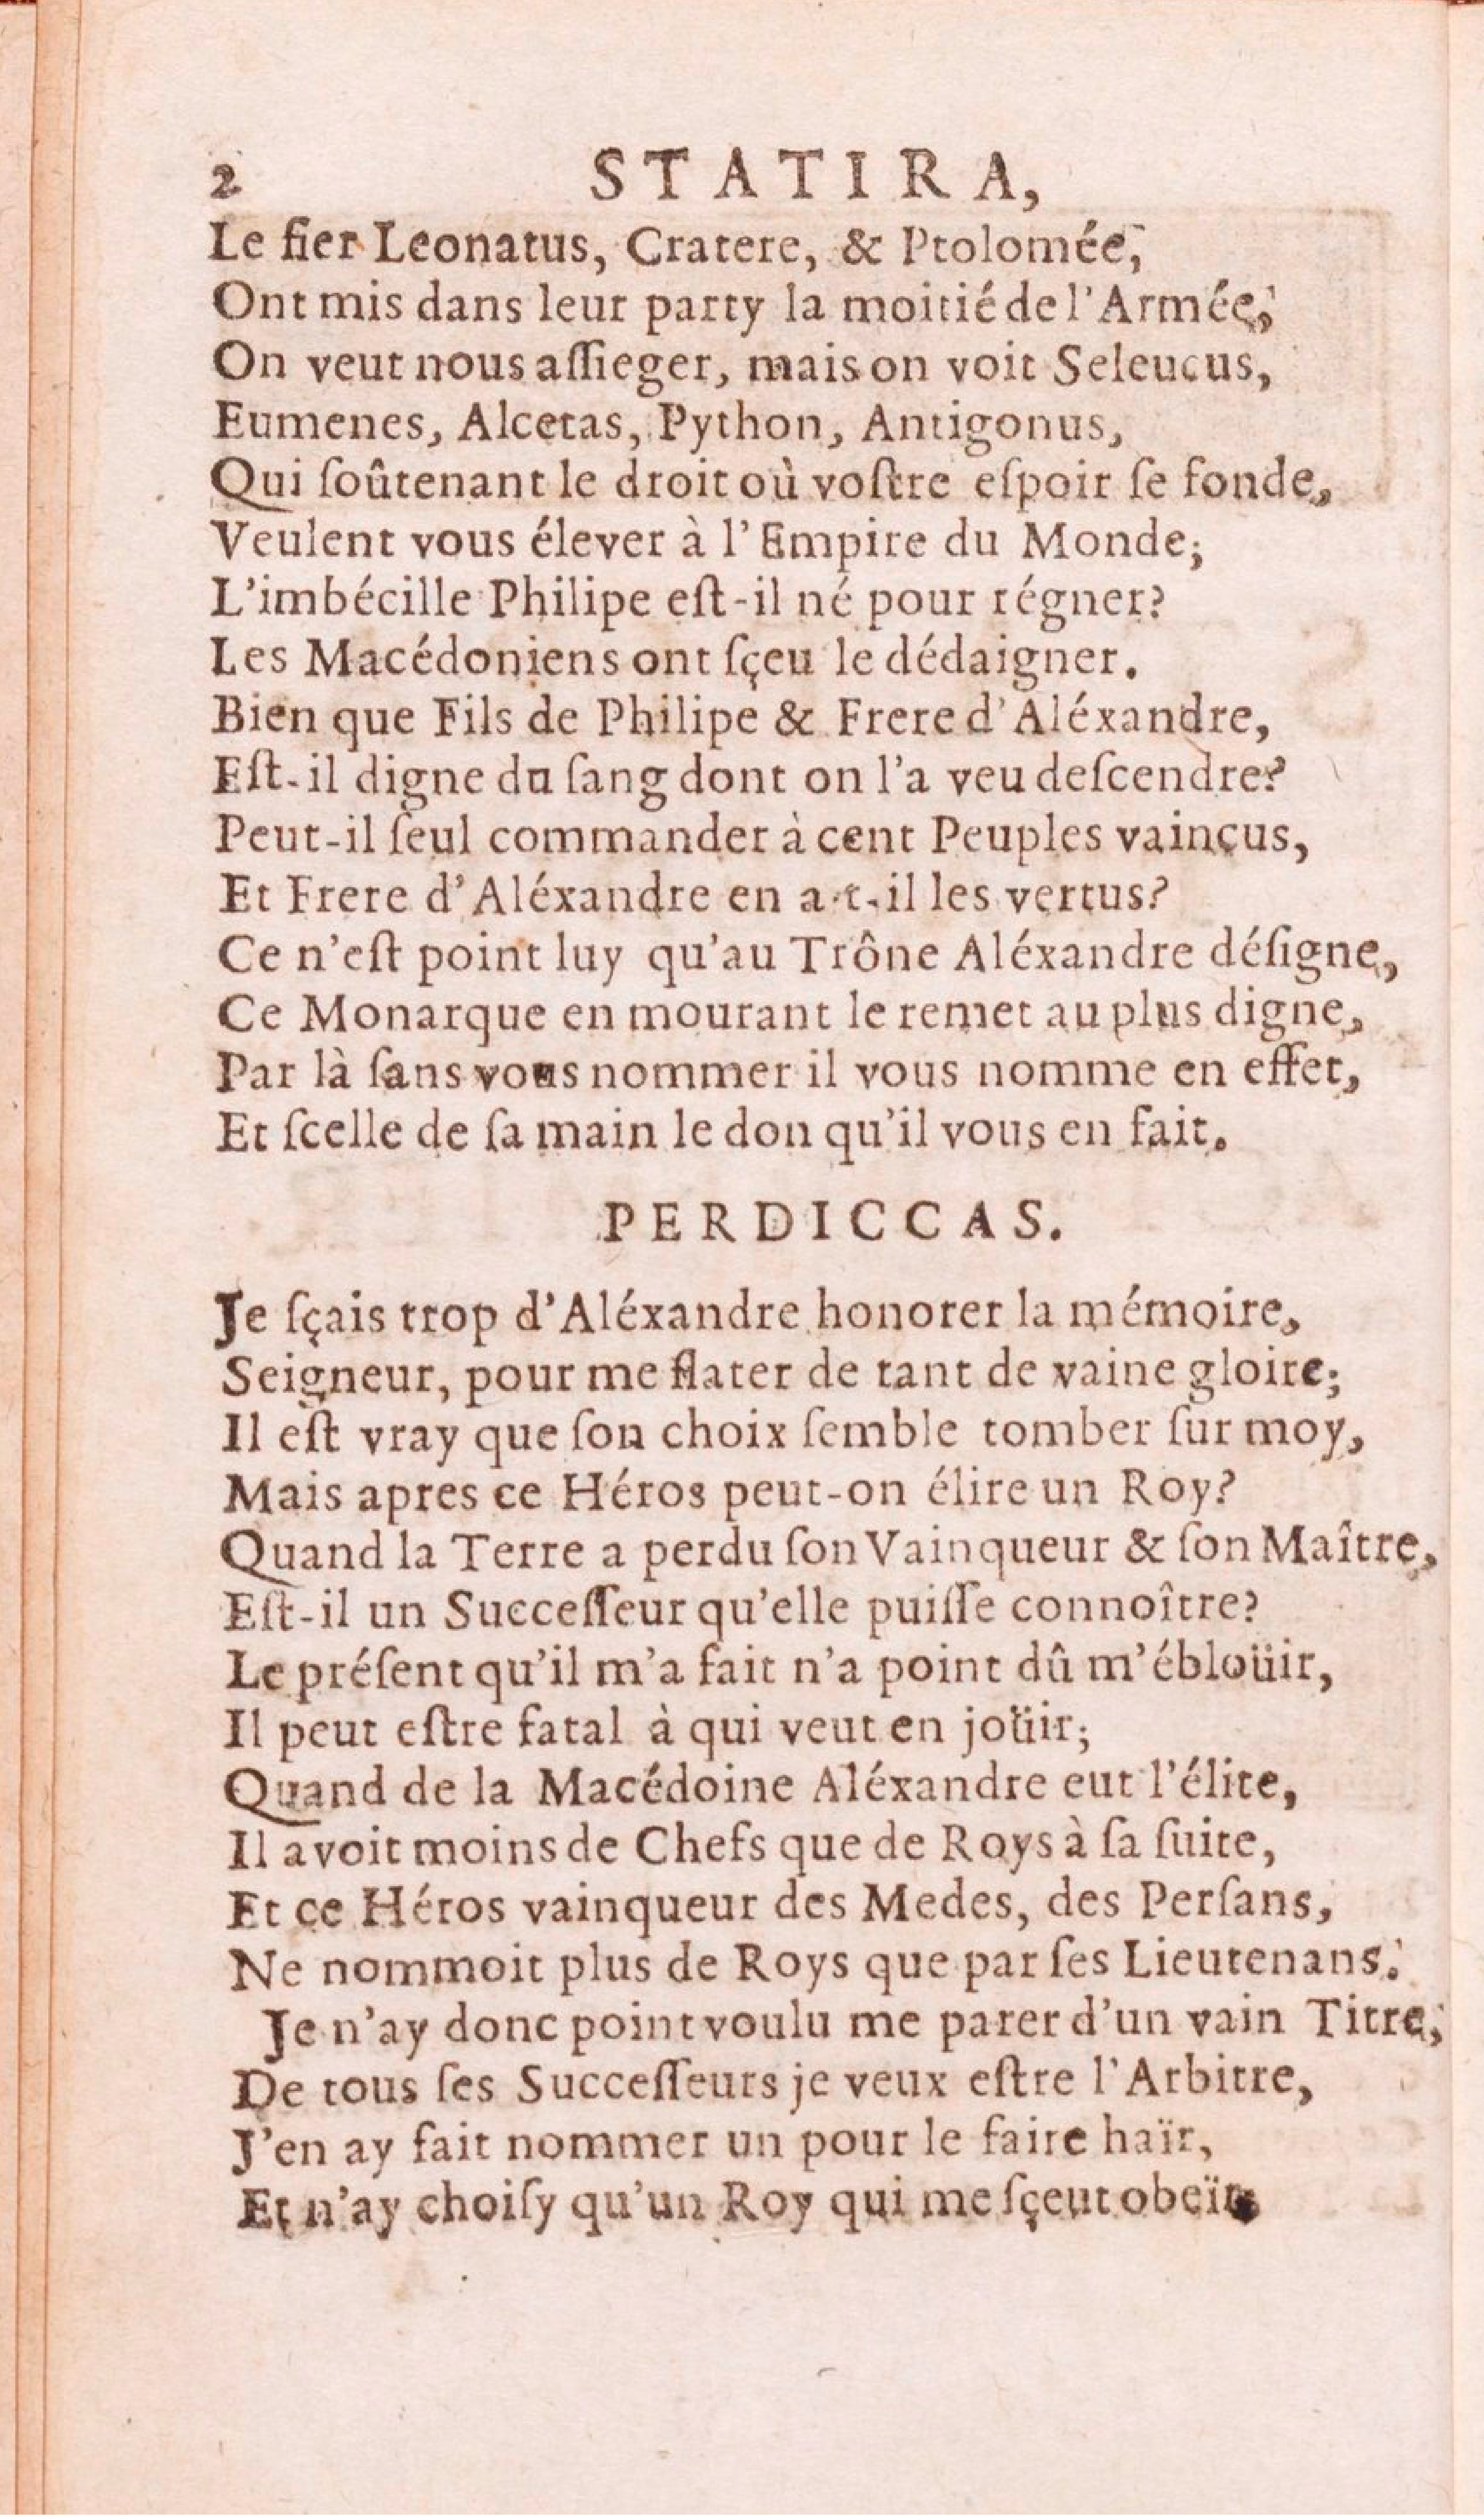 2 STATIRA,
Le fier Leonatus, Cratere, & Ptolomée,
Ont mis dans leur party la moitié de l'Armée,
On veut nous aſſieger, mais on voit Seleucus,
Eumenes, Alcetas, Python, Antigonus,
Qui ſoûtenant le droit où voſtre eſpoir ſe fonde,
Veulent vous élever à l'Empire du Monde;
L'imbécille Philipe eſt-il né pour régner?
Les Macédoniens ont ſçeu le dédaigner.
Bien que Fils de Philipe & Frere d'Aléxandre,
Eſt-il digne du ſang dont on l'a veu deſcendre?
Peut-il ſeul commander à cent Peuples vaincus,
Et Frere d'Aléxandre en a-t-il les vertus?
Ce n'eſt point luy qu'au Trône Aléxandre déſigne,
Ce Monarque en mourant le remet au plus digne,
Par là ſans vous nommer il vous nomme en effet,
Et ſcelle de ſa main le don qu'il vous en fait.
PERDICCAS.
Je ſçais trop d'Aléxandre honorer la mémoire,
Seigneur, pour me flater de tant de vaine gloire;
Il eſt vray que ſon choix ſemble tomber ſur moy,
Mais apres ce Héros peut-on élire un Roy?
Quand la Terre a perdu ſon Vainqueur & ſon Maître,
Eſt-il un Succeſſeur qu'elle puiſſe connoître?
Le préſent qu'il m'a fait n'a point dû m'ébloüir,
Il peut eſtre fatal à qui veut en joüir;
Quand de la Macédoine Aléxandre eut l'élite,
Il avoit moins de Chefs que de Roys à ſa ſuite,
Et ce Héros vainqueur des Medes, des Perſans,
Ne nommoit plus de Roys que par ſes Lieutenans.
Je n'ay donc point voulu me parer d'un vain Titre,
De tous ſes Succeſſeurs je veux eſtre l'Arbitre,
J'en ay fait nommer un pour le faire haïr,
Et n'ay choiſy qu'un Roy qui me ſçeut obeïr.